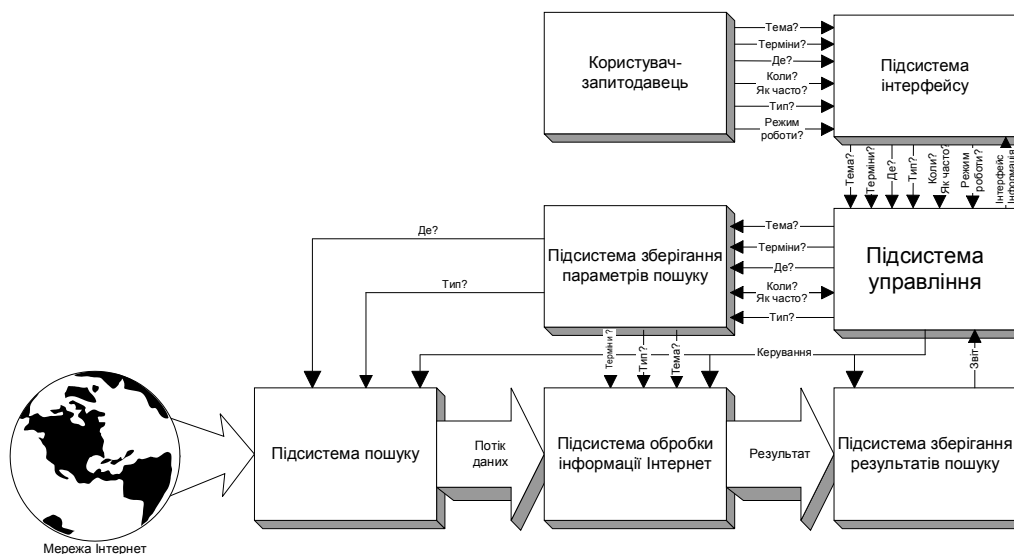 Користувач-
запитодавець
Тема?
Терміни?
Де?
Коли?
Як часто?
Тип?
Режим
роботи?
Підсистема
інтерфейсу
Тема?
Терміни?
Де?
Тип?
Коли?
Як часто?
Режим
роботи?
Інтерфейс
Інформація
Де?
Тип?
Підсистема зберігання
параметрів пошуку
Тема?
Терміни?
Де?
Коли?
Як часто?
Тип?
Підсистема
управління
Терміни?
Тип?
Тема?
Керування
Звіт
Підсистема пошуку
Потік
даних
Підсистема обробки
інформації Інтернет
Результат
Підсистема зберігання
результатів пошуку
Мережа Інтернет